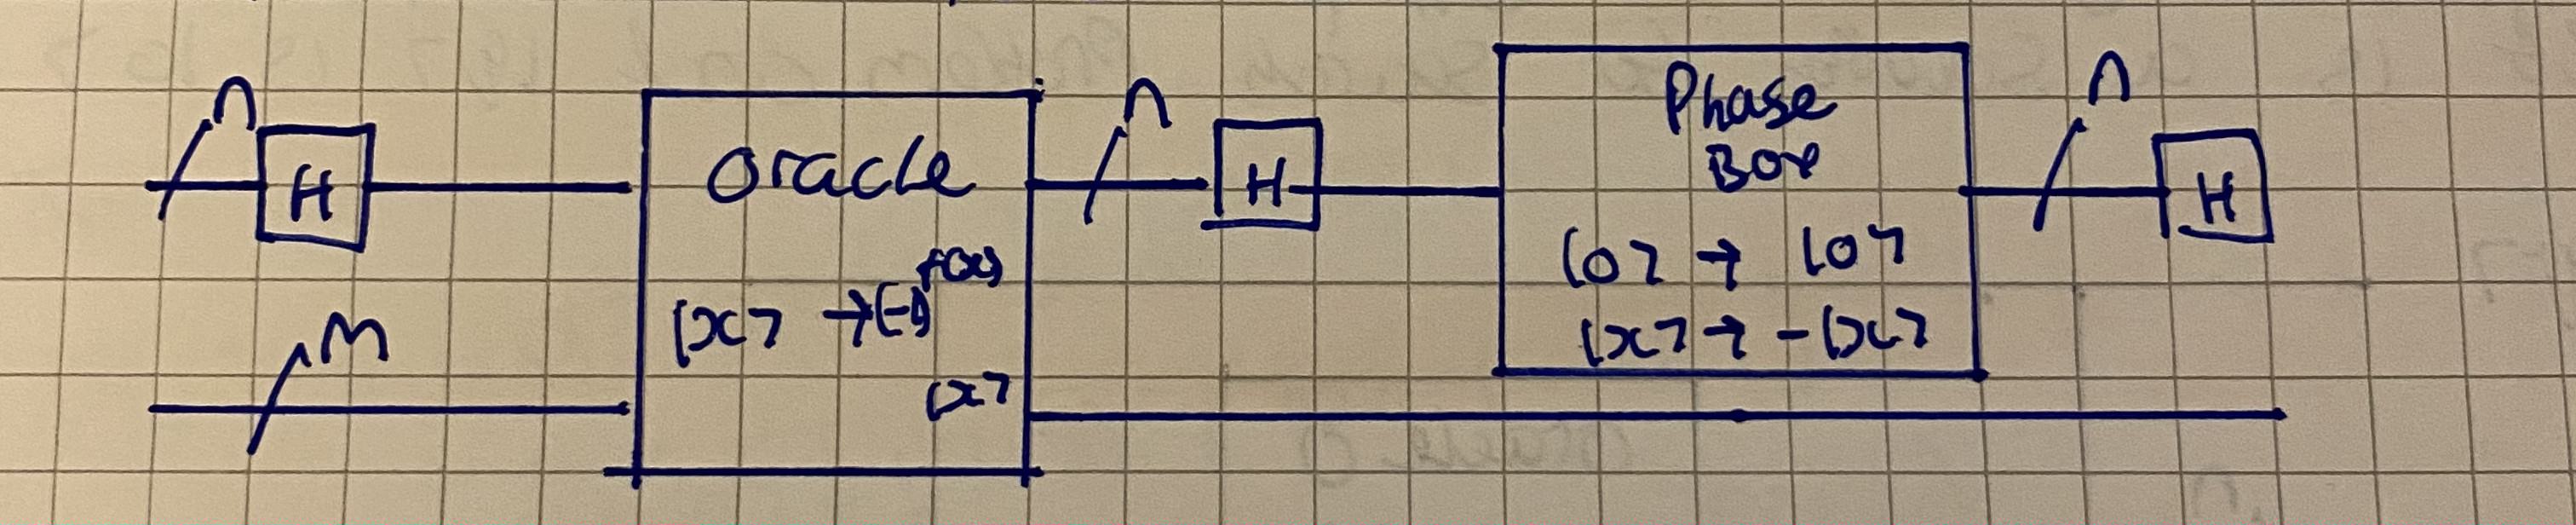 n
H
m
oracle
|x> → (-1)
f(x)
|x>
n
H
Phase
Box
|0> → |0>
|x> → -|x>
n
H